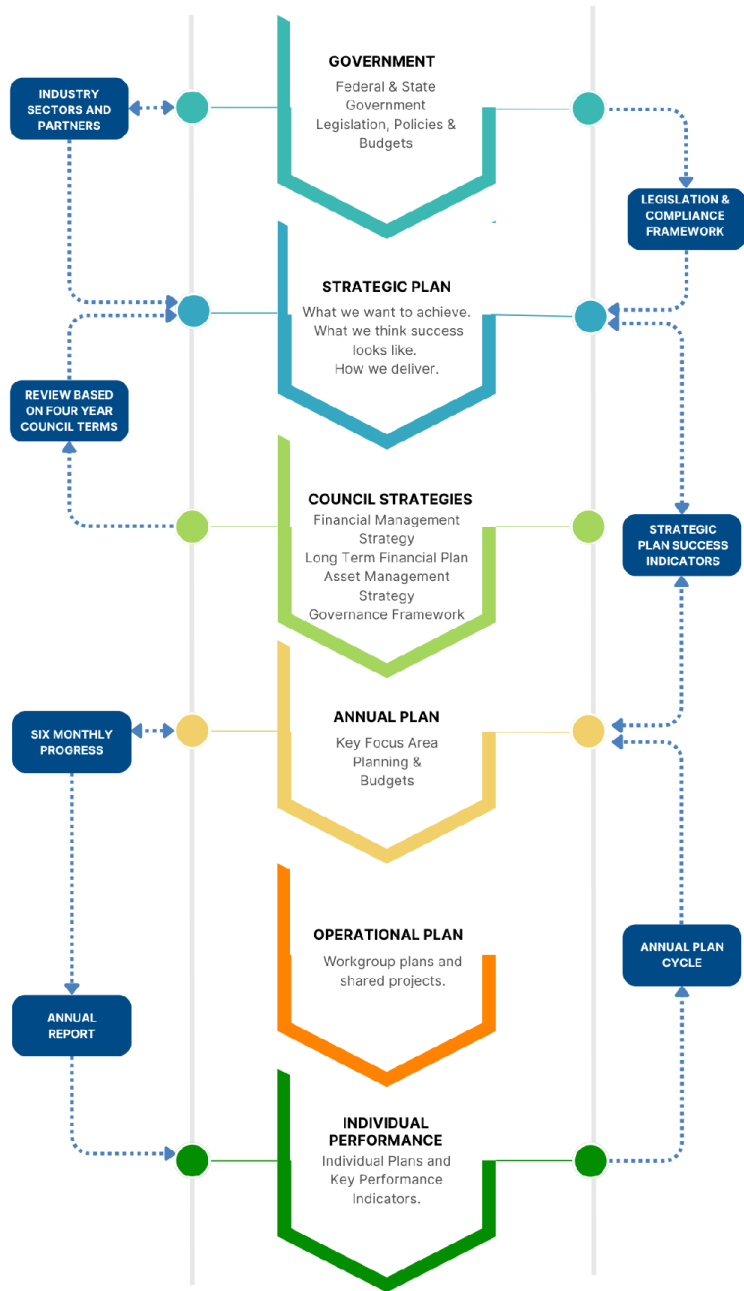 GOVERNMENT
Federal & State
Government
Legislation, Policies &
Budgets
INDUSTRY
SECTORS AND
PARTNERS
LEGISLATION &
COMPLIANCE
FRAMEWORK
STRATEGIC PLAN
What we want to achieve.
What we think success
looks like.
How we deliver.
REVIEW BASED
ON FOUR YEAR
COUNCIL TERMS
COUNCIL STRATEGIES
Financial Management
Strategy
Long Term Financial Plan
Asset Management
Strategy
Governance Framework
STRATEGIC
PLAN SUCCESS
INDICATORS
ANNUAL PLAN
Key Focus Area
Planning &
Budgets
SIX MONTHLY
PROGRESS
OPERATIONAL PLAN
Workgroup plans and
shared projects.
ANNUAL PLAN
CYCLE
ANNUAL
REPORT
INDIVIDUAL
PERFORMANCE
Individual Plans and
Key Performance
Indicators.